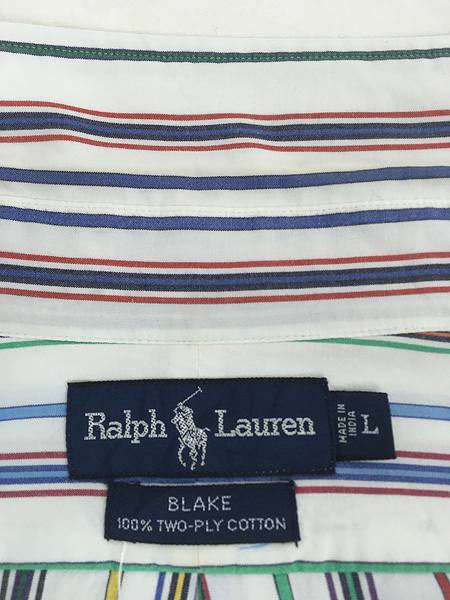 Ralph Lauren
MADE IN
INDIA
L
BLAKE
100% TWO-PLY COTTON